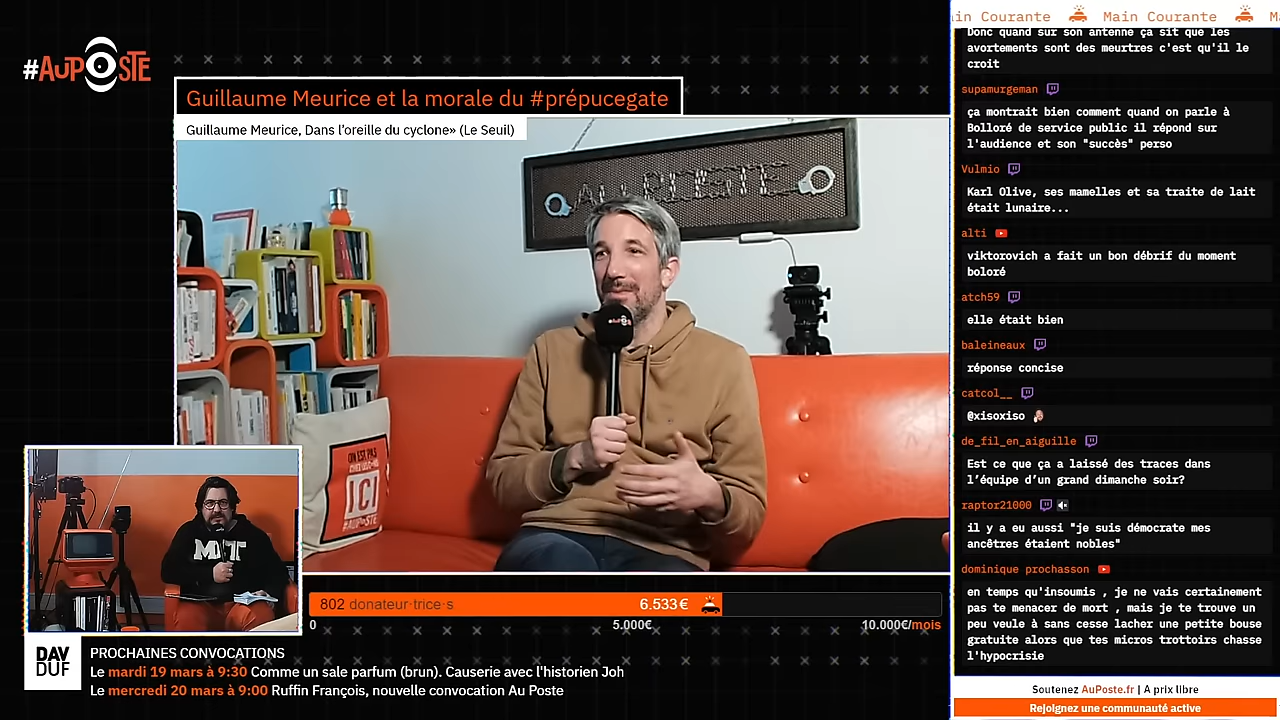 #AUPOSTE
Guillaume Meurice et la morale du #prépucegate
Guillaume Meurice, Dans l'oreille du cyclone» (Le Seuil)
AU POSTE
ICI
#AUPOSTE
MIT
802 donateur·trice·s
6.533€
0
5.000€
10.000€/mois
DAV
DUF
PROCHAINES CONVOCATIONS
Le mardi 19 mars à 9:30 Comme un sale parfum (brun). Causerie avec l'historien Joh
Le mercredi 20 mars à 9:00 Ruffin François, nouvelle convocation Au Poste
in Courante
Main Courante
Donc quand sur son antenne ça sit que les
avortements sont des meurtres c'est qu'il le
croit
supamurgeman
ça montrait bien comment quand on parle à
Bolloré de service public il répond sur
l'audience et son "succès" perso
Vulmio
Karl Olive, ses mamelles et sa traite de lait
était lunaire...
alti
viktorovich a fait un bon débrif du moment
boloré
atch59
elle était bien
baleineaux
réponse concise
catcol__
@xisoxiso
de_fil_en_aiguille
Est ce que ça a laissé des traces dans
l’équipe d’un grand dimanche soir?
raptor21000
il y a eu aussi "je suis démocrate mes
ancêtres étaient nobles"
dominique prochasson
en temps qu'insoumis , je ne vais certainement
pas te menacer de mort , mais je te trouve un
peu veule à sans cesse lacher une petite bouse
gratuite alors que tes micros trottoirs chasse
l'hypocrisie
Soutenez AuPoste.fr | A prix libre
Rejoignez une communauté active